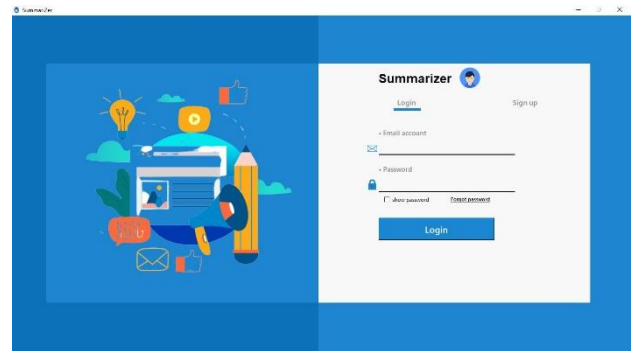 Summarizer
Summarizer
Login
Sign up
• Email account
• Password
show password
Forgot password
Login